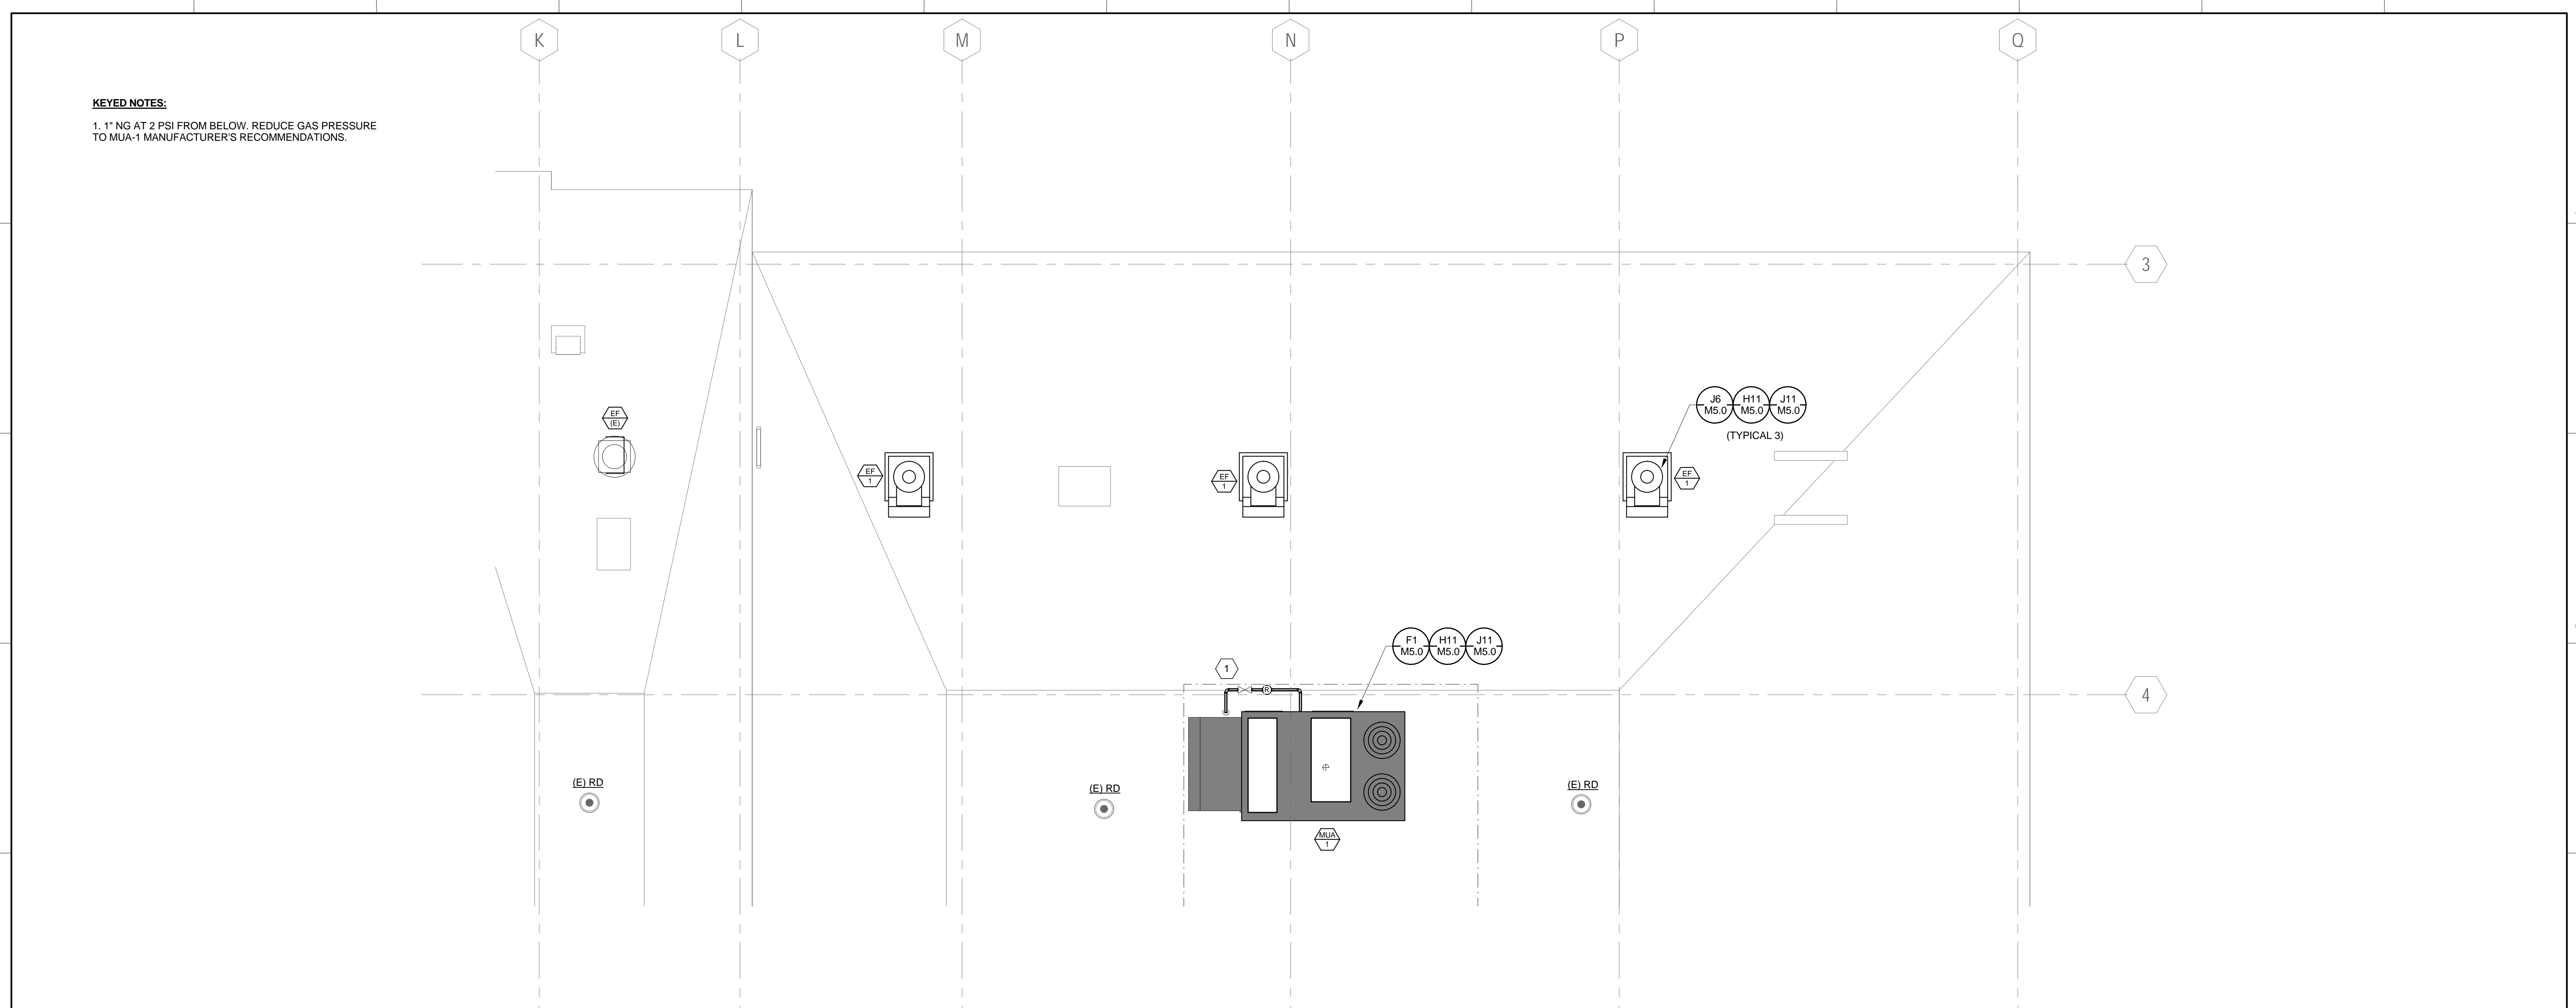 K
L
M
N
P
Q
KEYED NOTES:
1. 1" NG AT 2 PSI FROM BELOW. REDUCE GAS PRESSURE
TO MUA-1 MANUFACTURER'S RECOMMENDATIONS.
3
J6
M5.0
H11
M5.0
J11
M5.0
(TYPICAL 3)
EF
(E)
EF
1
EF
1
EF
1
F1
M5.0
H11
M5.0
J11
M5.0
1
R
4
(E) RD
(E) RD
(E) RD
MUA
1